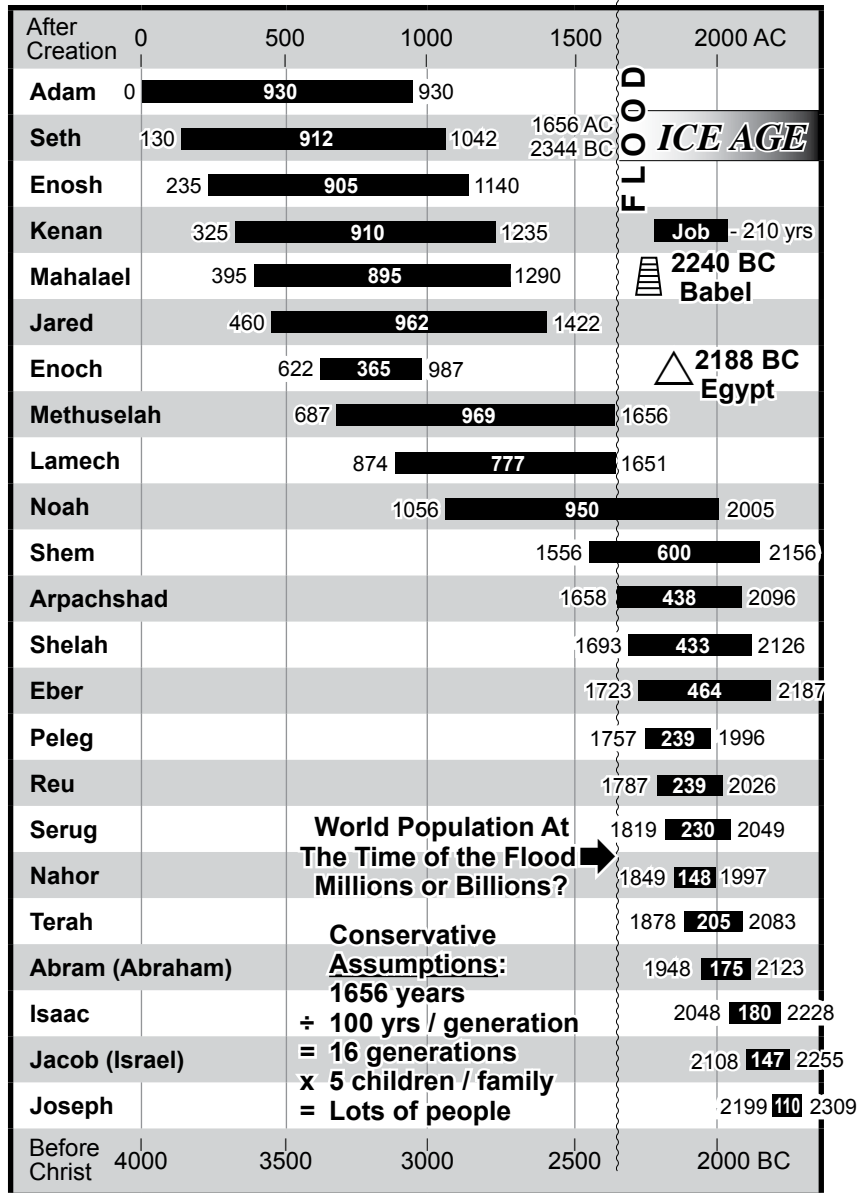 After
Creation 0 500 1000 1500 2000 AC
Adam 0 930 930
FLOOD
Seth 130 912 1042
1656 AC
2344 BC
ICE AGE
Enosh 235 905 1140
Kenan 325 910 1235
Job - 210 yrs
Mahalael 395 895 1290
2240 BC
Babel
Jared 460 962 1422
Enoch 622 365 987
2188 BC
Egypt
Methuselah 687 969 1656
Lamech 874 777 1651
Noah 1056 950 2005
Shem 1556 600 2156
Arpachshad 1658 438 2096
Shelah 1693 433 2126
Eber 1723 464 2187
Peleg 1757 239 1996
Reu 1787 239 2026
Serug 1819 230 2049
Nahor 1849 148 1997
World Population At
The Time of the Flood
Millions or Billions?
Terah 1878 205 2083
Abram (Abraham) 1948 175 2123
Isaac 2048 180 2228
Jacob (Israel) 2108 147 2255
Joseph 2199 110 2309
Conservative
Assumptions:
1656 years
÷ 100 yrs / generation
= 16 generations
x 5 children / family
= Lots of people
Before
Christ 4000 3500 3000 2500 2000 BC